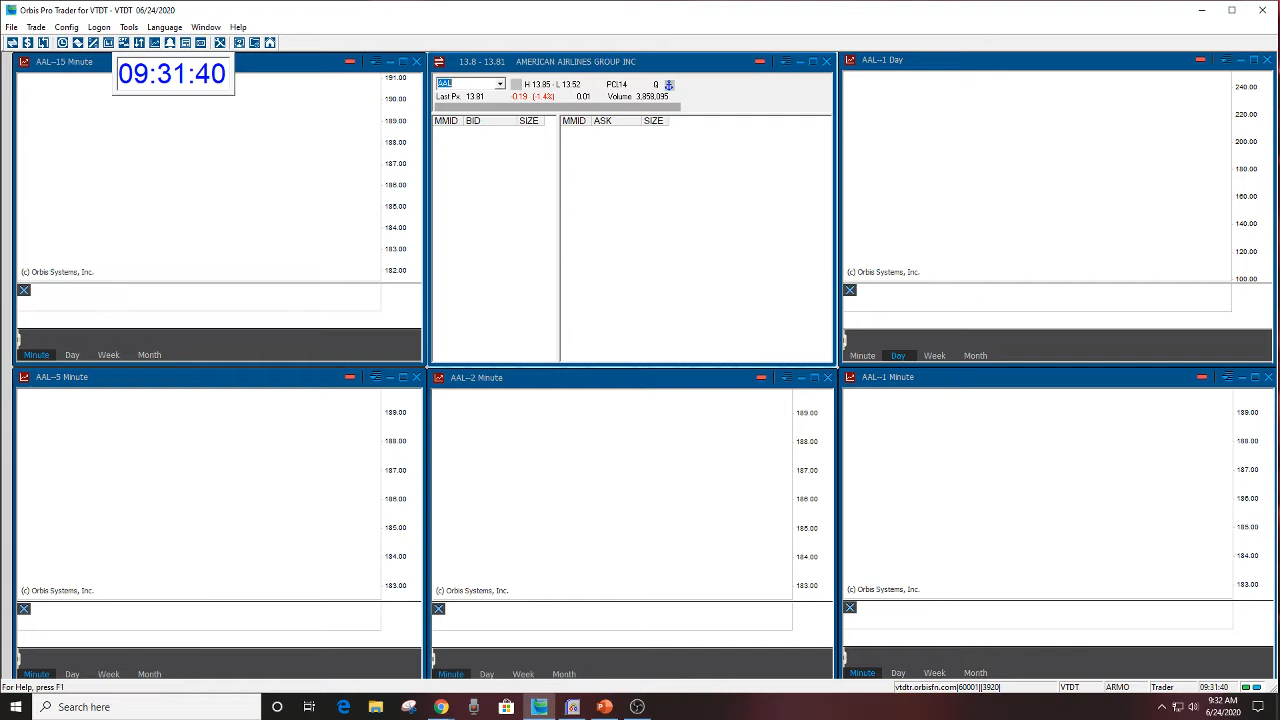 Orbis Pro Trader for VTDT - VTDT 06/24/2020
File Trade Config Logon Tools Window Help
AAL--15 Minute
09:31:40
191.00
190.00
189.00
188.00
187.00
186.00
185.00
184.00
183.00
182.00
(c) Orbis Systems, Inc.
Minute Day Week Month
13.8 - 13.81 AMERICAN AIRLINES GROUP INC
AAL H 13.85 - L 13.52 PCl14 Q
Last Px. 13.81 -0.19 (-1.4%) 0.01 Volume 3,858,095
MMID BID SIZE MMID ASK SIZE
AAL--1 Day
240.00
220.00
200.00
180.00
160.00
140.00
120.00
100.00
(c) Orbis Systems, Inc.
Minute Day Week Month
AAL--5 Minute
189.00
188.00
187.00
186.00
185.00
184.00
183.00
(c) Orbis Systems, Inc.
Minute Day Week Month
AAL--2 Minute
189.00
188.00
187.00
186.00
185.00
184.00
183.00
(c) Orbis Systems, Inc.
Minute Day Week Month
AAL--1 Minute
189.00
188.00
187.00
186.00
185.00
184.00
183.00
(c) Orbis Systems, Inc.
Minute Day Week Month
For Help, press F1 vtdtr.orbisfn.com|60001||3920| VTDT ARMO Trader 09:31:40
Type here to search
9:32 AM
6/24/2020